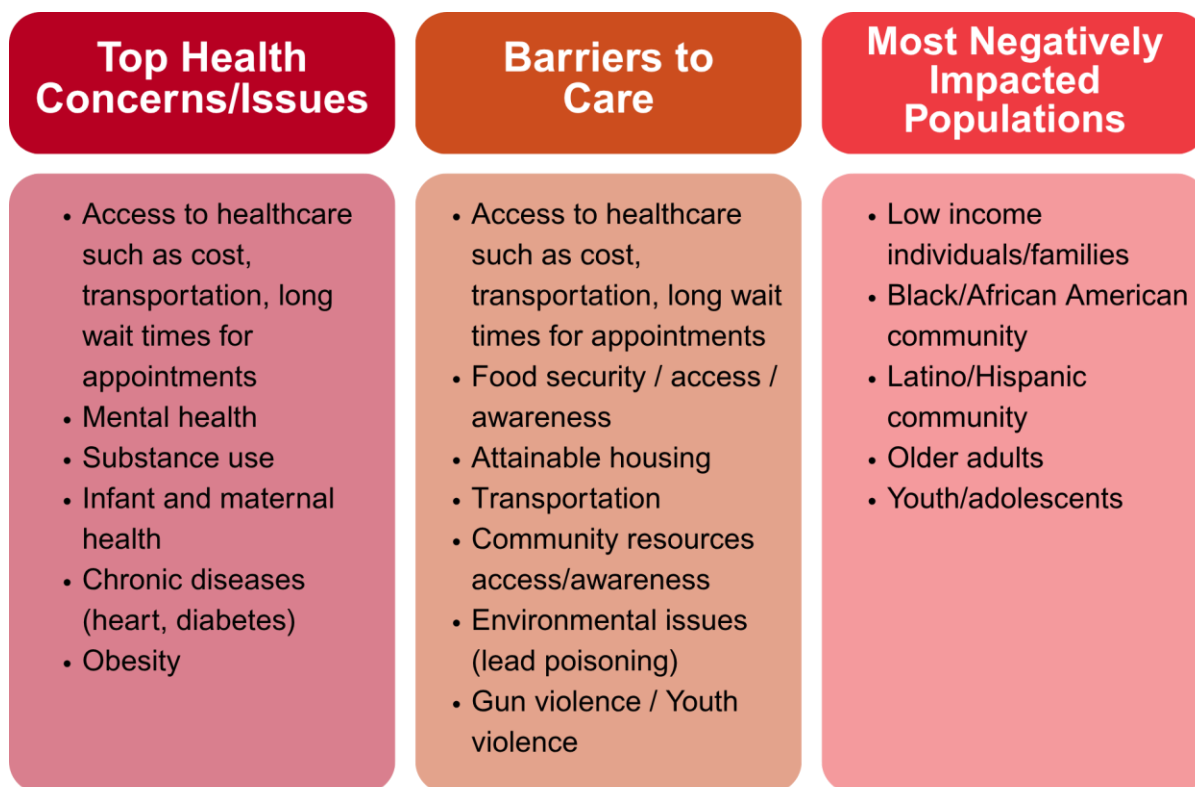 Top Health
Concerns/Issues
• Access to healthcare
such as cost,
transportation, long
wait times for
appointments
• Mental health
• Substance use
• Infant and maternal
health
• Chronic diseases
(heart, diabetes)
• Obesity
Barriers to
Care
• Access to healthcare
such as cost,
transportation, long wait
times for appointments
• Food security / access /
awareness
• Attainable housing
• Transportation
• Community resources
access/awareness
• Environmental issues
(lead poisoning)
• Gun violence / Youth
violence
Most Negatively
Impacted
Populations
• Low income
individuals/families
• Black/African American
community
• Latino/Hispanic
community
• Older adults
• Youth/adolescents